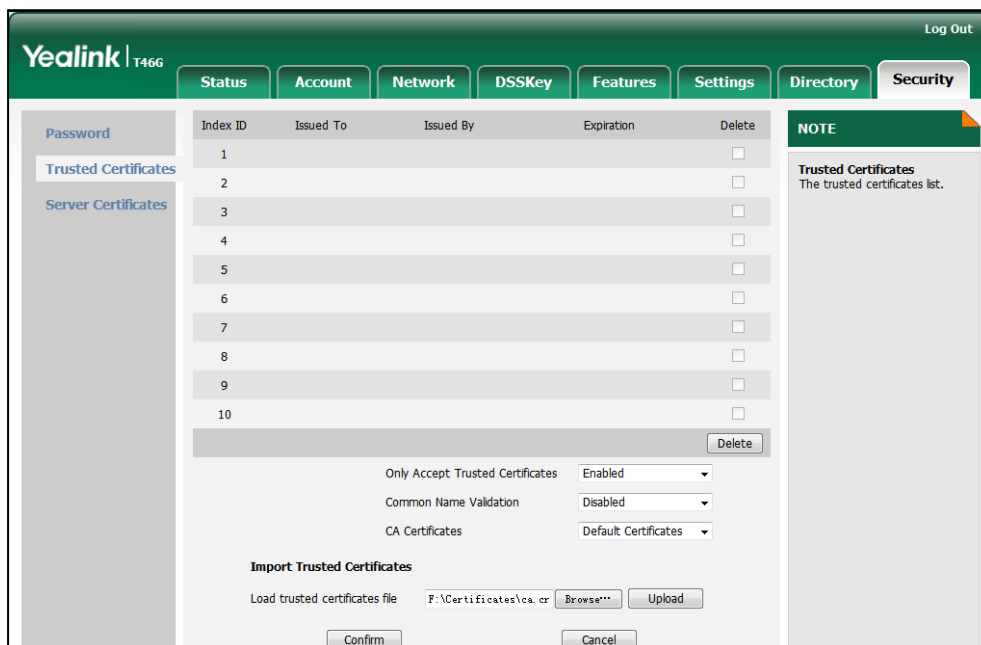 Log Out
Yealink | T46G
Status Account Network DSSKey Features Settings Directory Security
Password
Trusted Certificates
Server Certificates
Index ID Issued To Issued By Expiration Delete
1
2
3
4
5
6
7
8
9
10
Delete
Only Accept Trusted Certificates Enabled
Common Name Validation Disabled
CA Certificates Default Certificates
Import Trusted Certificates
Load trusted certificates file F:\Certificates\ca.cr Browse... Upload
Confirm Cancel
NOTE
Trusted Certificates
The trusted certificates list.